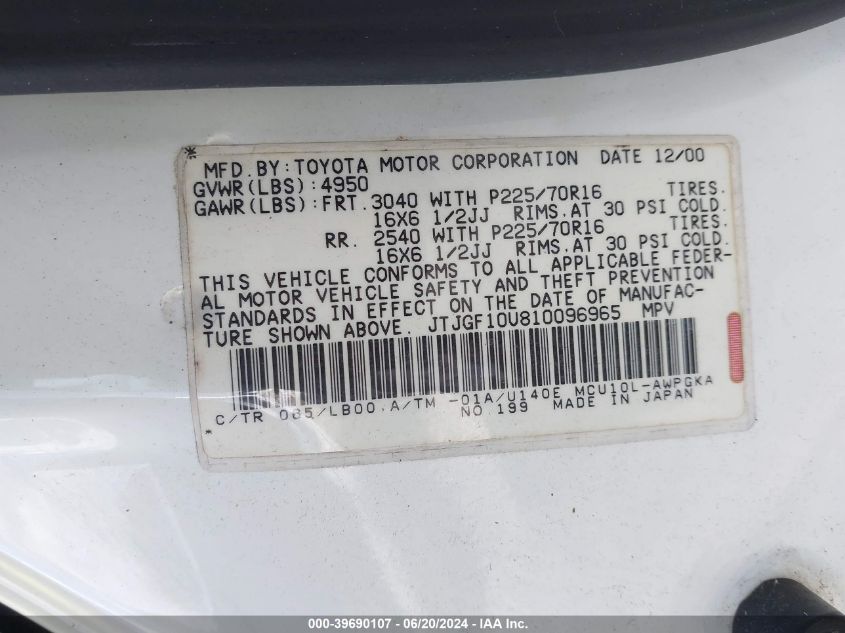 MFD.BY:TOYOTA MOTOR CORPORATION DATE 12/00
GVWR(LBS):4950
GAWR(LBS):FRT.3040 WITH P225/70R16 TIRES.
16X6 1/2JJ RIMS.AT 30 PSI COLD.
RR. 2540 WITH P225/70R16 TIRES.
16X6 1/2JJ RIMS.AT 30 PSI COLD.
THIS VEHICLE CONFORMS TO ALL APPLICABLE FEDER-
AL MOTOR VEHICLE SAFETY AND THEFT PREVENTION
STANDARDS IN EFFECT ON THE DATE OF MANUFAC-
TURE SHOWN ABOVE. JTJGF10U810096965 MPV
C/TR 085/LB00 A/TM -01A/U140E MCU10L-AWPGKA
NO.199 MADE IN JAPAN
000-39690107 - 06/20/2024 - IAA Inc.